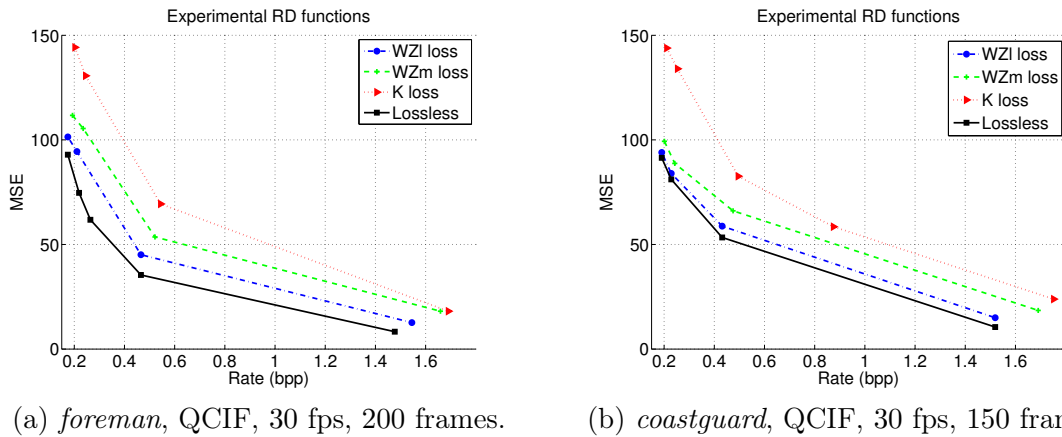 Experimental RD functions
150
100
50
0
MSE
0.2 0.4 0.6 0.8 1 1.2 1.4 1.6
Rate (bpp)
WZl loss
WZm loss
K loss
Lossless
(a) foreman, QCIF, 30 fps, 200 frames.
Experimental RD functions
150
100
50
0
MSE
0.2 0.4 0.6 0.8 1 1.2 1.4 1.6
Rate (bpp)
WZl loss
WZm loss
K loss
Lossless
(b) coastguard, QCIF, 30 fps, 150 fram